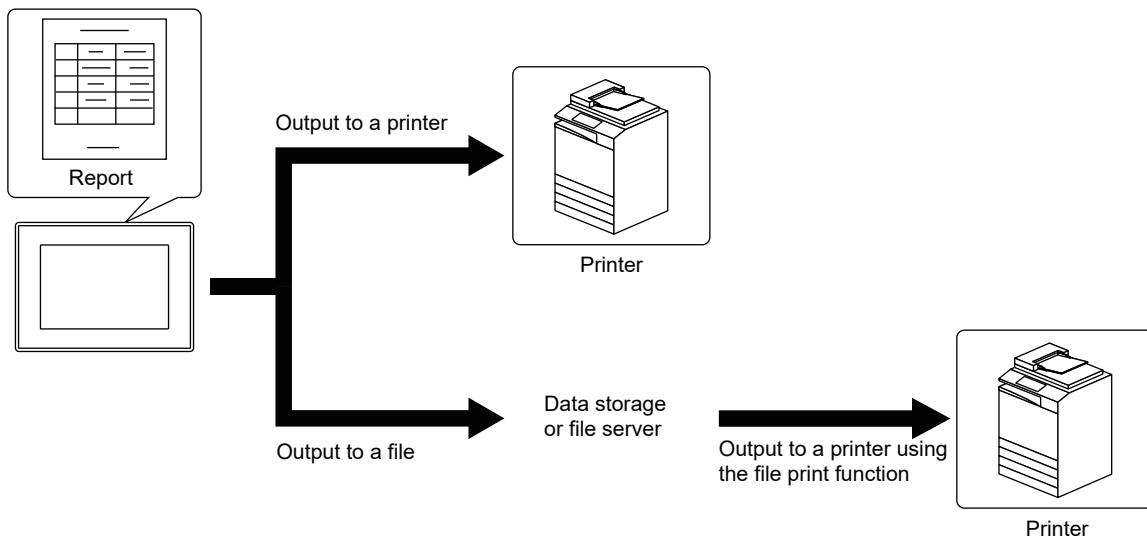 Report
Output to a printer
Printer
Output to a file
Data storage
or file server
Output to a printer using
the file print function
Printer